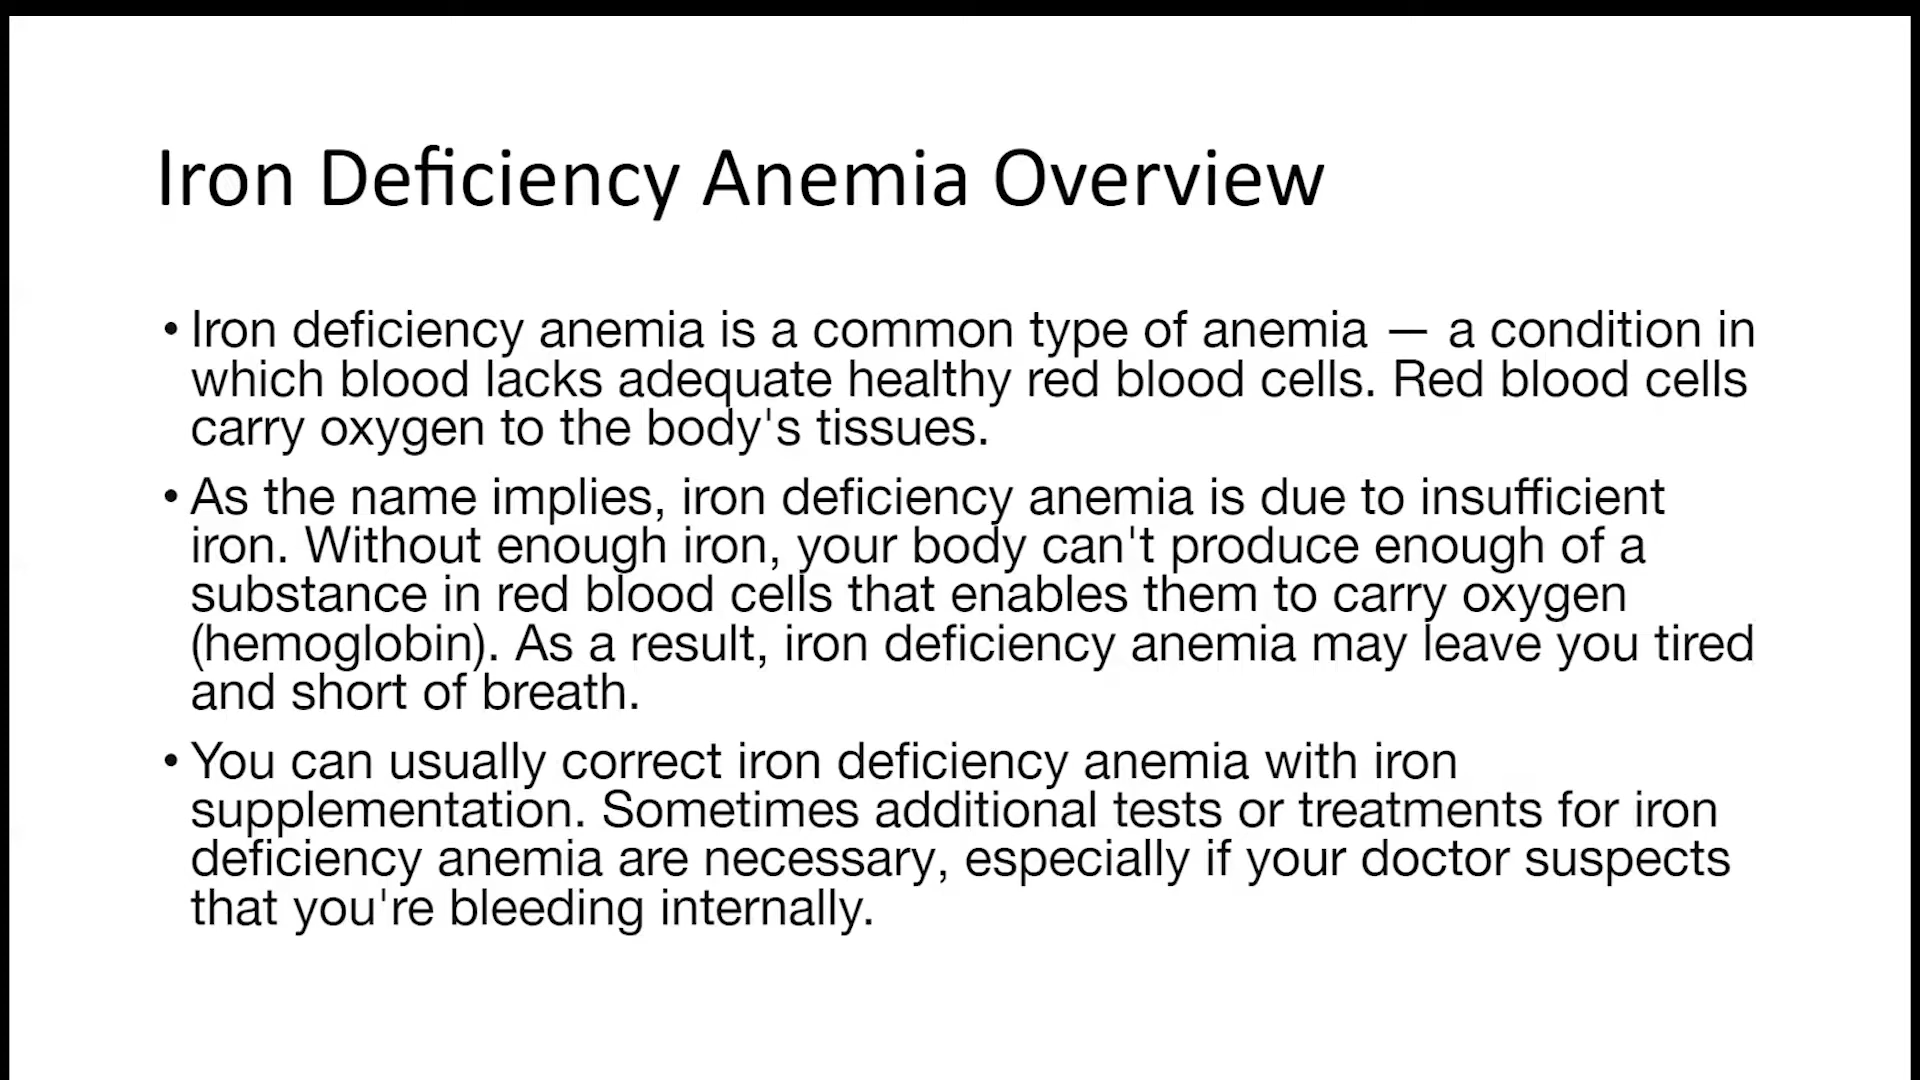 Iron Deficiency Anemia Overview
• Iron deficiency anemia is a common type of anemia — a condition in
which blood lacks adequate healthy red blood cells. Red blood cells
carry oxygen to the body's tissues.
• As the name implies, iron deficiency anemia is due to insufficient
iron. Without enough iron, your body can't produce enough of a
substance in red blood cells that enables them to carry oxygen
(hemoglobin). As a result, iron deficiency anemia may leave you tired
and short of breath.
• You can usually correct iron deficiency anemia with iron
supplementation. Sometimes additional tests or treatments for iron
deficiency anemia are necessary, especially if your doctor suspects
that you're bleeding internally.